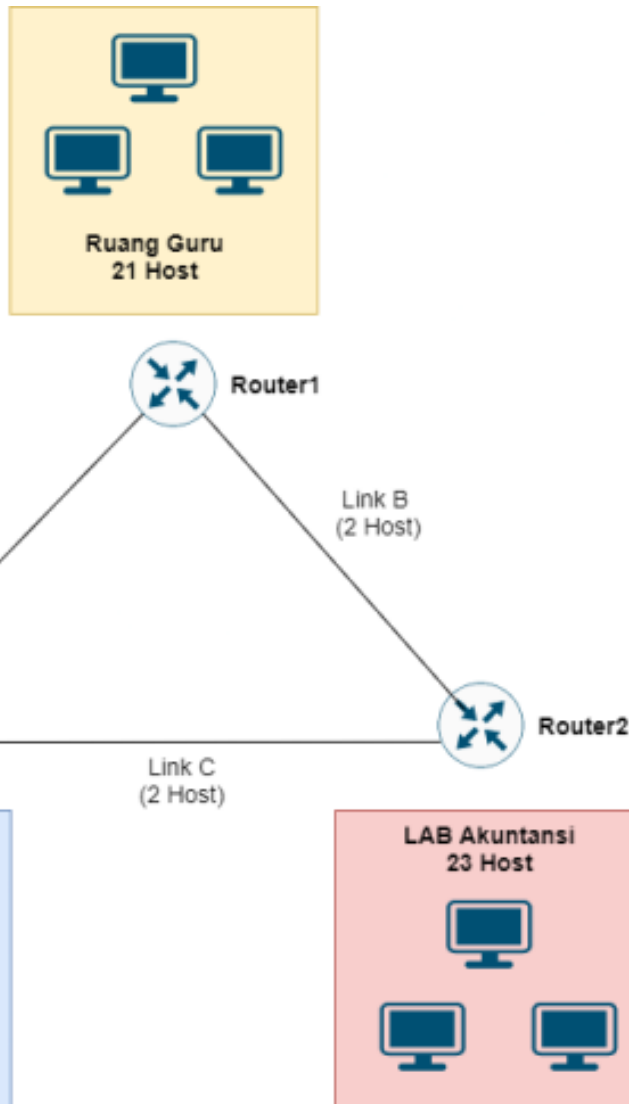 Ruang Guru
21 Host
Router1
Link B
(2 Host)
Router2
Link C
(2 Host)
LAB Akuntansi
23 Host